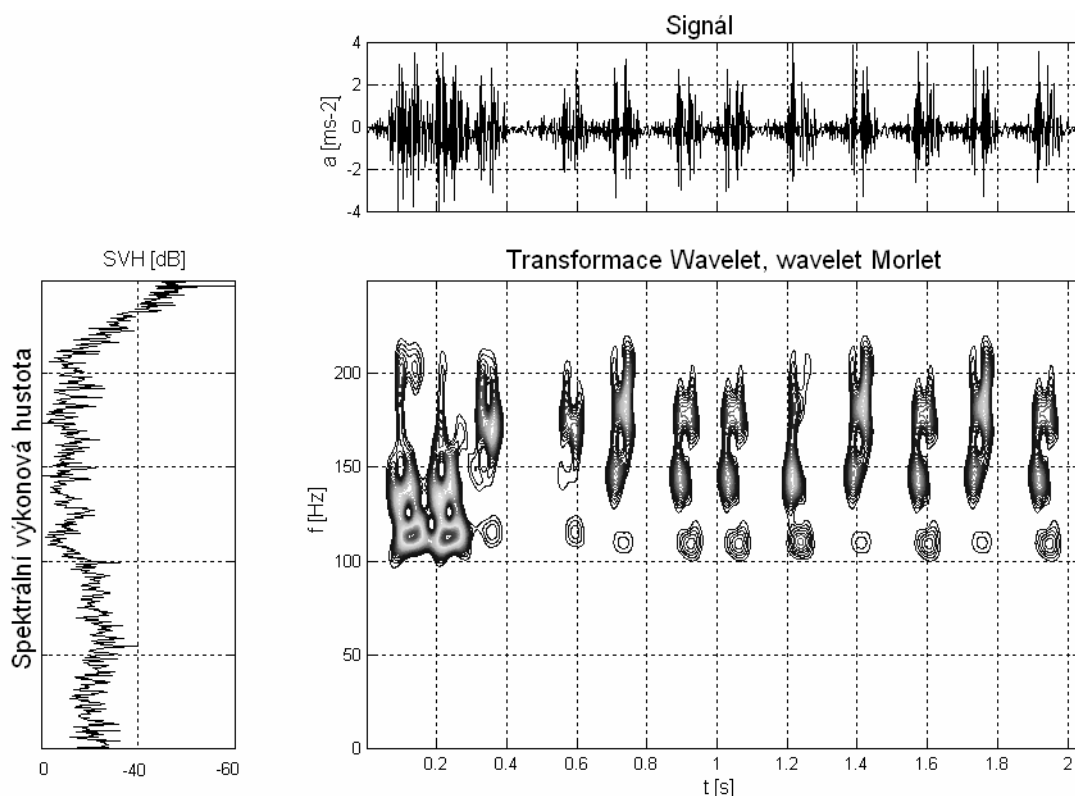 Signál
4
2
0
-2
-4
a [ms-2]
SVH [dB]
Spektrální výkonová hustota
0 -40 -60
Transformace Wavelet, wavelet Morlet
200
150
100
50
0
f [Hz]
0.2 0.4 0.6 0.8 1 1.2 1.4 1.6 1.8 2
t [s]